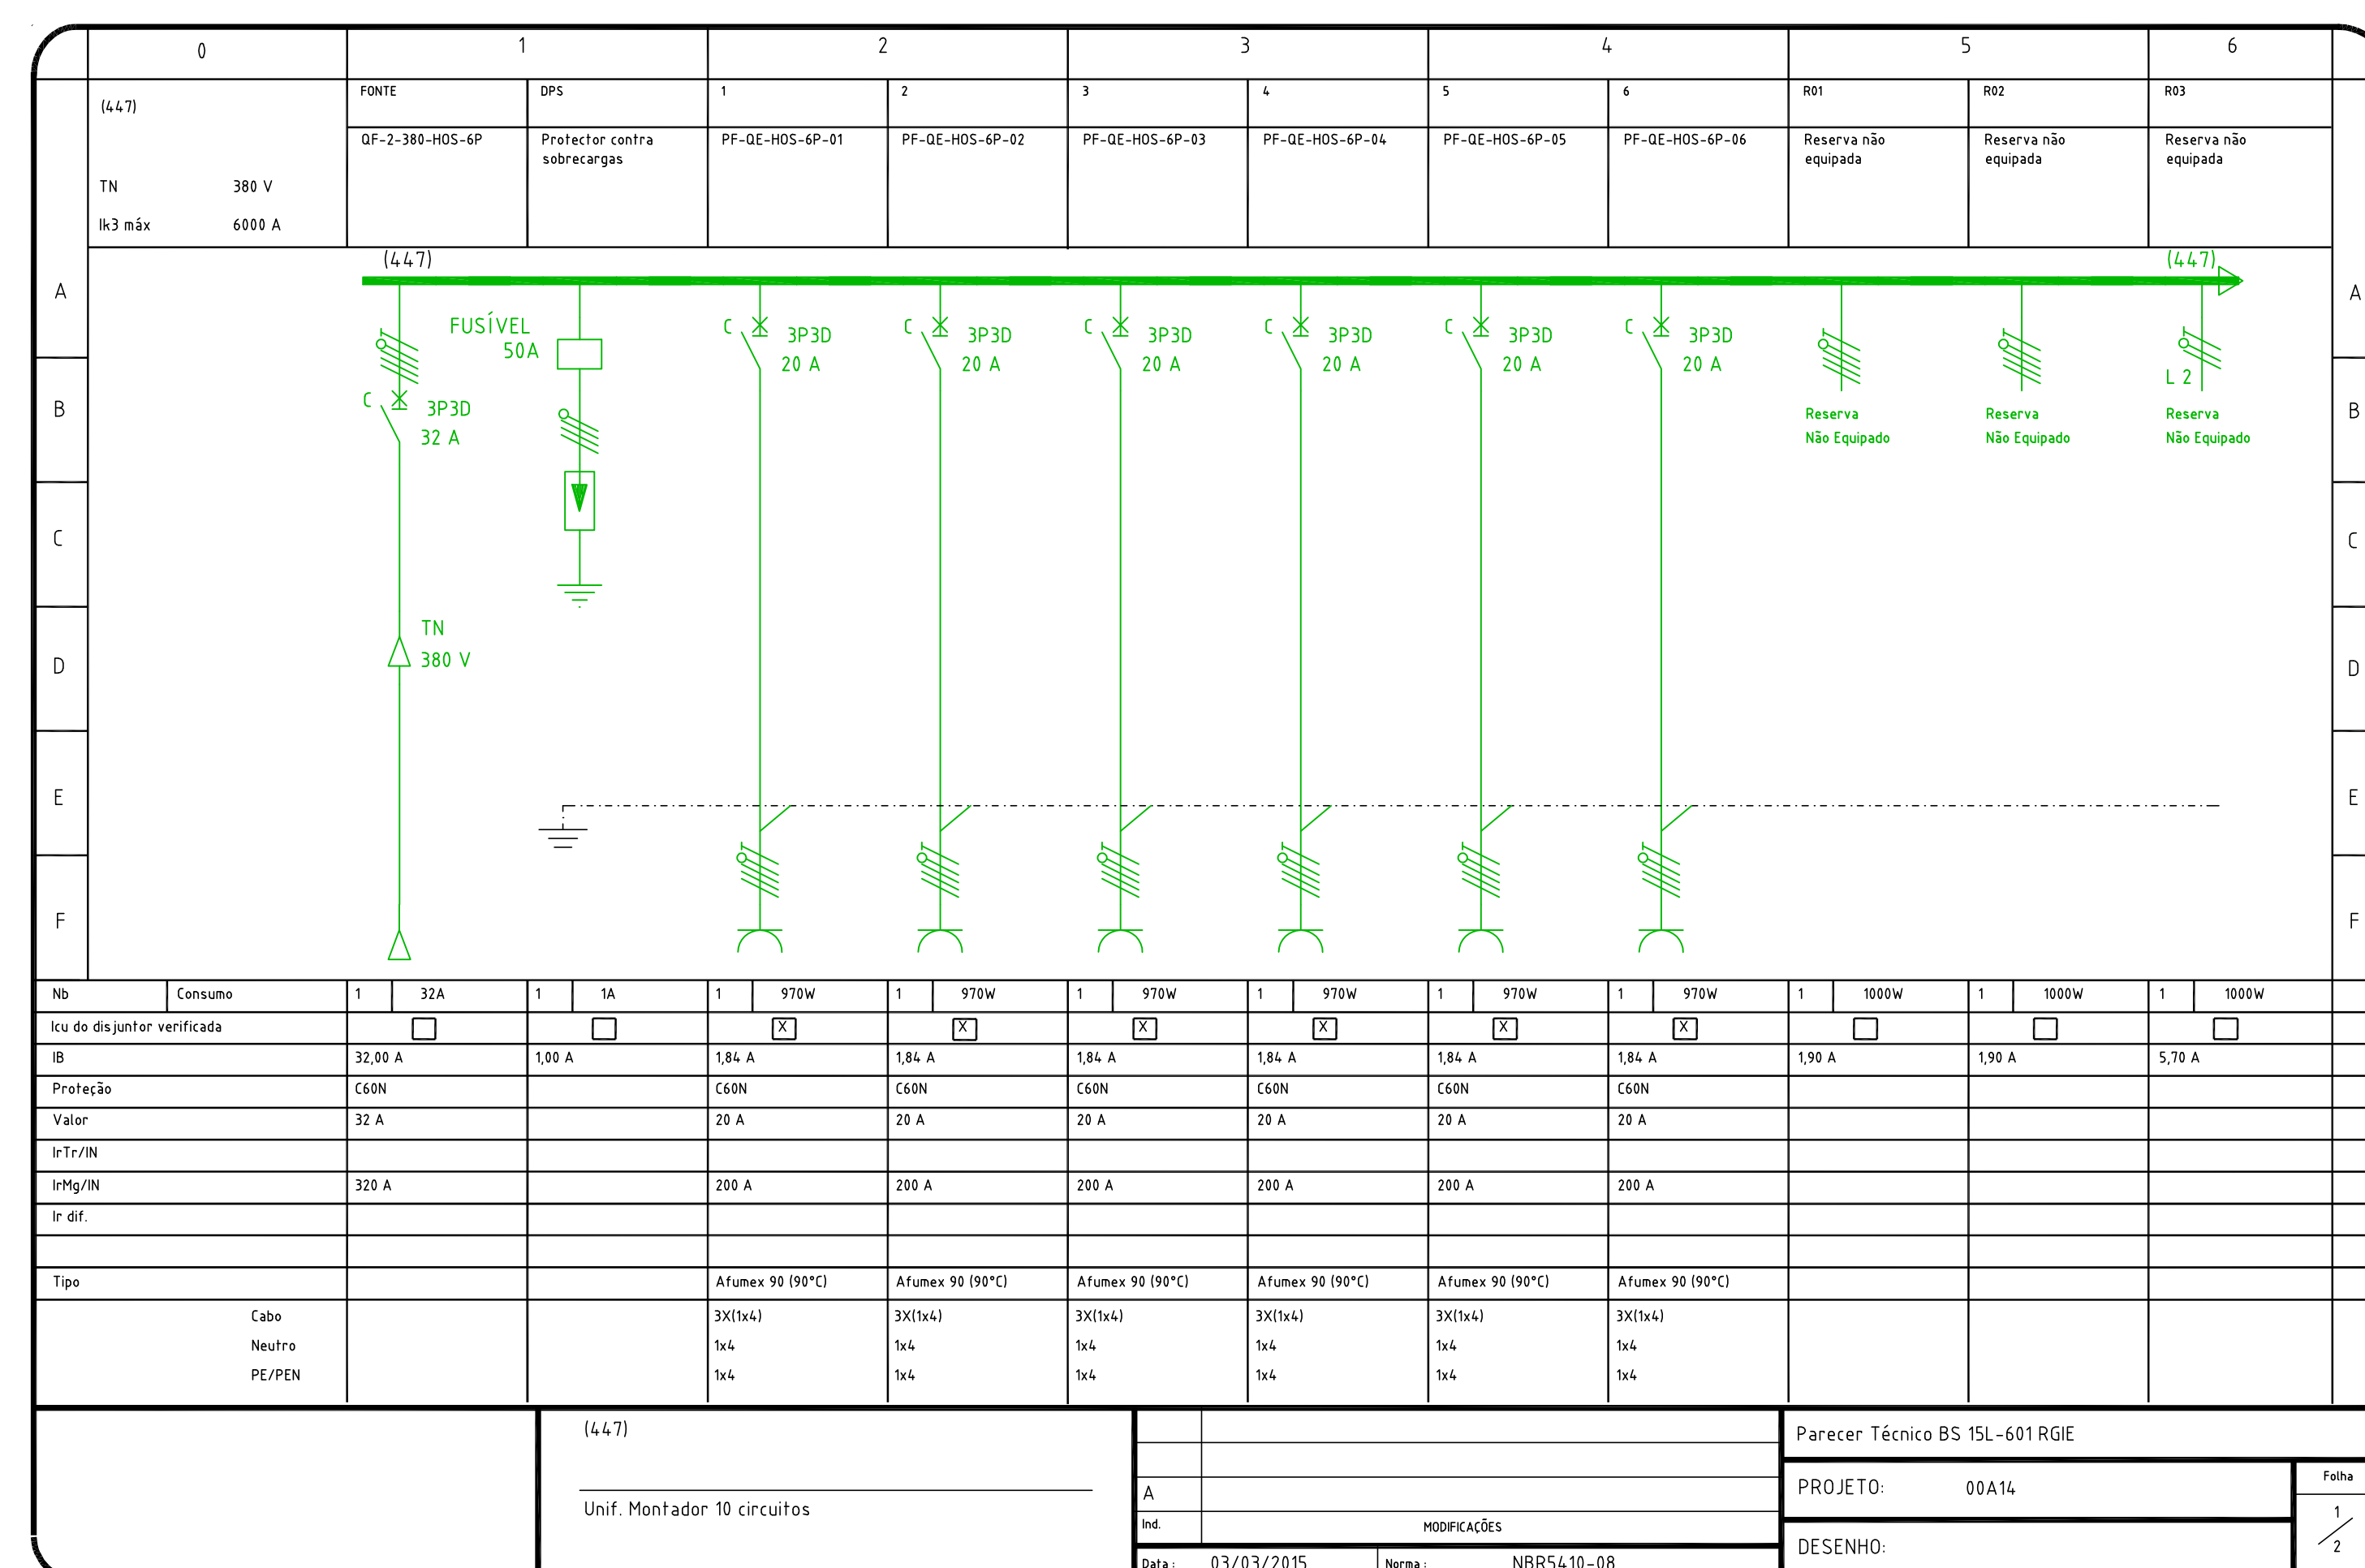 0 1 2 3 4 5 6
(447)
FONTE DPS 1 2 3 4 5 6 R01 R02 R03
QF-2-380-HOS-6P Protector contra PF-QE-HOS-6P-01 PF-QE-HOS-6P-02 PF-QE-HOS-6P-03 PF-QE-HOS-6P-04 PF-QE-HOS-6P-05 PF-QE-HOS-6P-06 Reserva não Reserva não Reserva não
sobrecargas equipada equipada equipada
TN 380 V
Ik3 máx 6000 A
(447) (447)
A A
FUSÍVEL C 3P3D C 3P3D C 3P3D C 3P3D C 3P3D C 3P3D
50A 20 A 20 A 20 A 20 A 20 A 20 A
L 2
C 3P3D Reserva Reserva Reserva
B B
32 A Não Equipado Não Equipado Não Equipado
C C
TN
380 V
D D
E E
F F
Nb Consumo 1 32A 1 1A 1 970W 1 970W 1 970W 1 970W 1 970W 1 970W 1 1000W 1 1000W 1 1000W
Icu do disjuntor verificada X X X X X X
IB 32,00 A 1,00 A 1,84 A 1,84 A 1,84 A 1,84 A 1,84 A 1,84 A 1,90 A 1,90 A 5,70 A
Proteção C60N C60N C60N C60N C60N C60N C60N
Valor 32 A 20 A 20 A 20 A 20 A 20 A 20 A
IrTr/IN
IrMg/IN 320 A 200 A 200 A 200 A 200 A 200 A 200 A
Ir dif.
Tipo Afumex 90 (90°C) Afumex 90 (90°C) Afumex 90 (90°C) Afumex 90 (90°C) Afumex 90 (90°C) Afumex 90 (90°C)
Cabo 3X(1x4) 3X(1x4) 3X(1x4) 3X(1x4) 3X(1x4) 3X(1x4)
Neutro 1x4 1x4 1x4 1x4 1x4 1x4
PE/PEN 1x4 1x4 1x4 1x4 1x4 1x4
(447)
Unif. Montador 10 circuitos
A
Ind. MODIFICAÇÕES
Data : 03/03/2015 Norma : NBR5410-08
Parecer Técnico BS 15L-601 RGIE
PROJETO: 00A14
DESENHO:
Folha
1
2